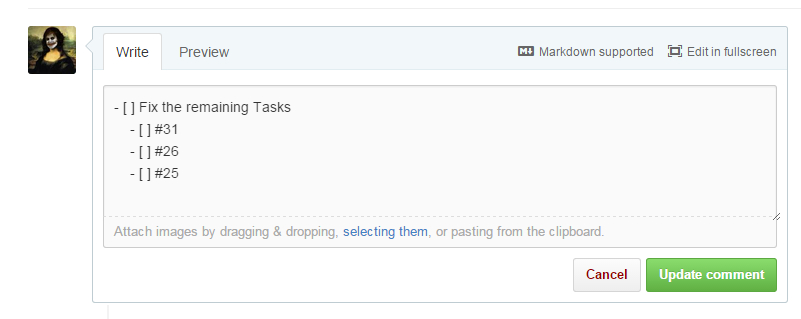 Write Preview Markdown supported Edit in fullscreen
- [ ] Fix the remaining Tasks
- [ ] #31
- [ ] #26
- [ ] #25
Attach images by dragging & dropping, selecting them, or pasting from the clipboard.
Cancel Update comment